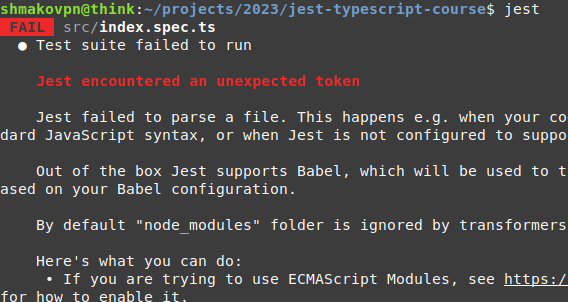 shmakovpn@think:~/projects/2023/jest-typescript-course$ jest
FAIL src/index.spec.ts
● Test suite failed to run
Jest encountered an unexpected token
Jest failed to parse a file. This happens e.g. when your co
dard JavaScript syntax, or when Jest is not configured to suppo
Out of the box Jest supports Babel, which will be used to t
ased on your Babel configuration.
By default "node_modules" folder is ignored by transformers
Here's what you can do:
• If you are trying to use ECMAScript Modules, see https:/
for how to enable it.